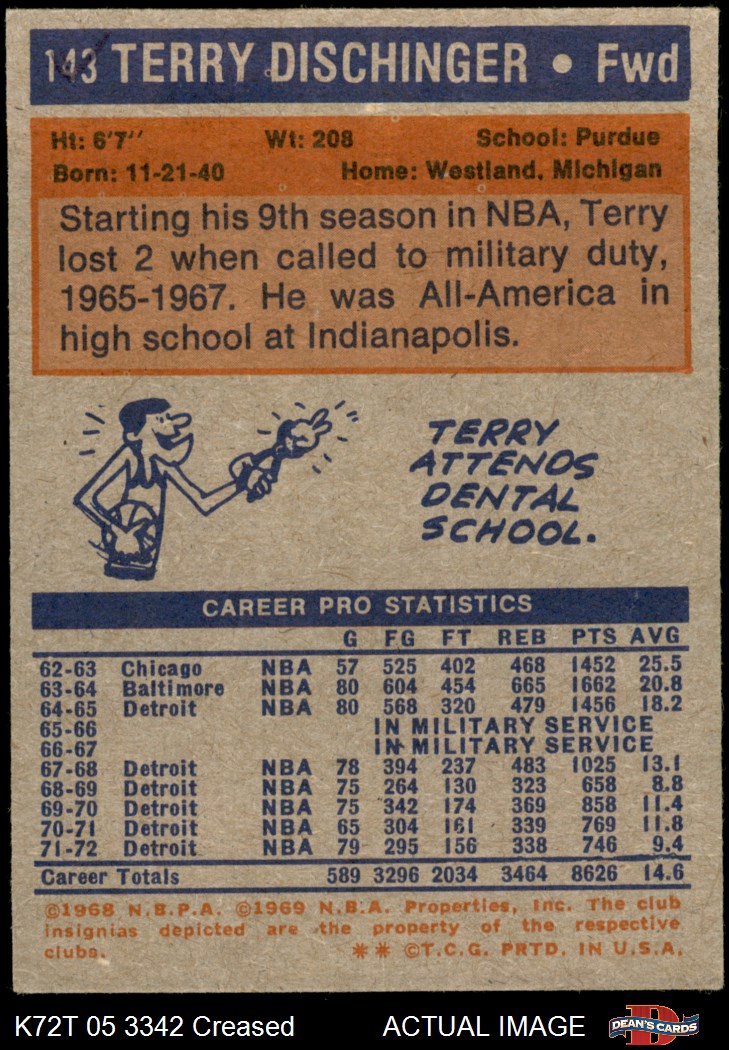 143 TERRY DISCHINGER • Fwd
Ht: 6'7" Wt: 208 School: Purdue
Born: 11-21-40 Home: Westland, Michigan
Starting his 9th season in NBA, Terry
lost 2 when called to military duty,
1965-1967. He was All-America in
high school at Indianapolis.
TERRY
ATTENDS
DENTAL
SCHOOL.
CAREER PRO STATISTICS
G FG FT REB PTS AVG
62-63 Chicago NBA 57 525 402 468 1452 25.5
63-64 Baltimore NBA 80 604 454 665 1662 20.8
64-65 Detroit NBA 80 568 320 479 1456 18.2
65-66 IN MILITARY SERVICE
66-67 IN MILITARY SERVICE
67-68 Detroit NBA 78 394 237 483 1025 13.1
68-69 Detroit NBA 75 264 130 323 658 8.8
69-70 Detroit NBA 75 342 174 369 858 11.4
70-71 Detroit NBA 65 304 161 339 769 11.8
71-72 Detroit NBA 79 295 156 338 746 9.4
Career Totals 589 3296 2034 3464 8626 14.6
©1968 N.B.P.A. ©1969 N.B.A. Properties, Inc. The club
insignias depicted are the property of the respective
clubs. ** ©T.C.G. PRTD. IN U.S.A.
K72T 05 3342 Creased ACTUAL IMAGE DEAN'S CARDS